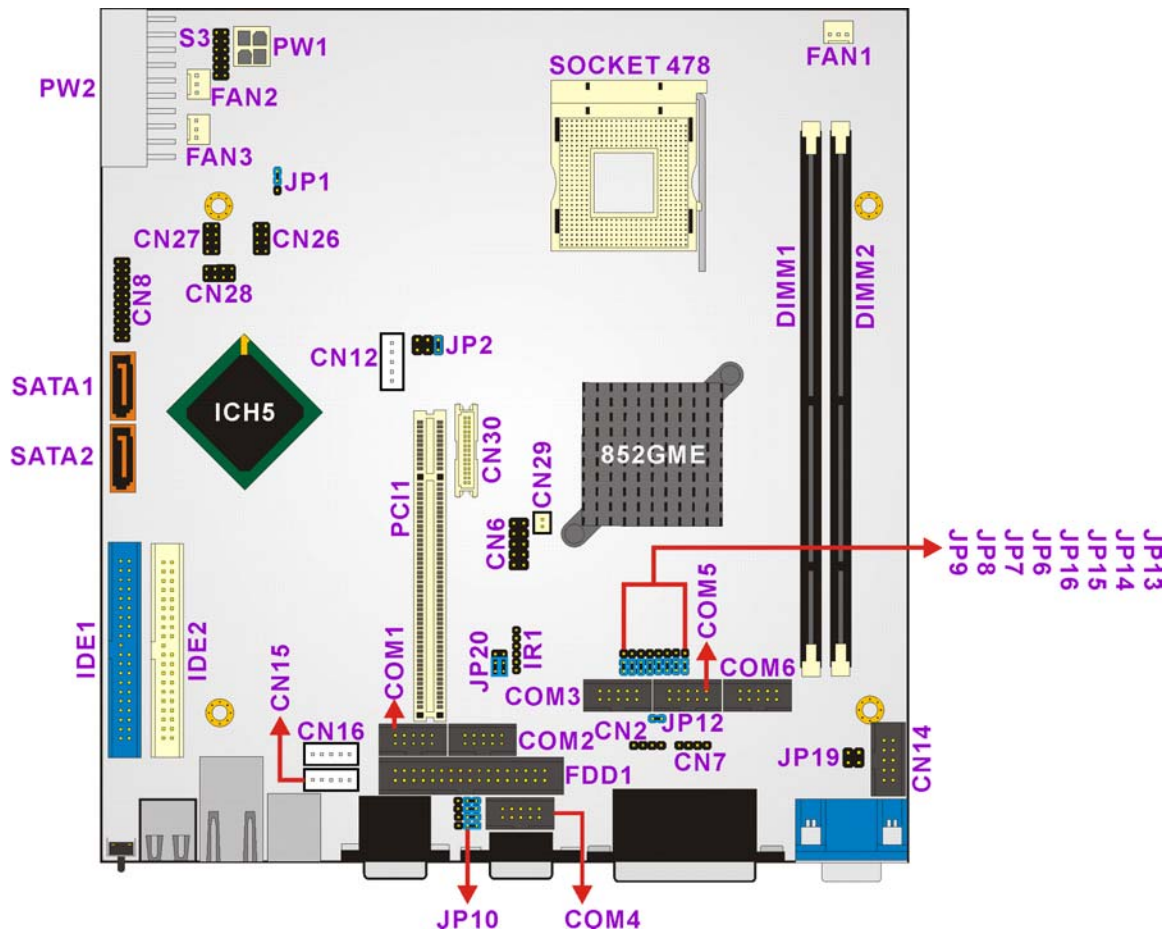 S3
PW1
PW2
FAN2
FAN3
FAN1
SOCKET 478
JP1
CN27
CN26
CN28
CN8
DIMM1
DIMM2
CN12
JP2
SATA1
SATA2
ICH5
CN30
852GME
PCI1
CN29
CN6
JP9
JP8
JP7
JP6
JP16
JP15
JP14
JP13
IDE1
IDE2
CN15
COM1
JP20
IR1
COM5
COM3
COM6
CN16
COM2
CN2
JP12
CN7
FDD1
JP19
CN14
JP10
COM4